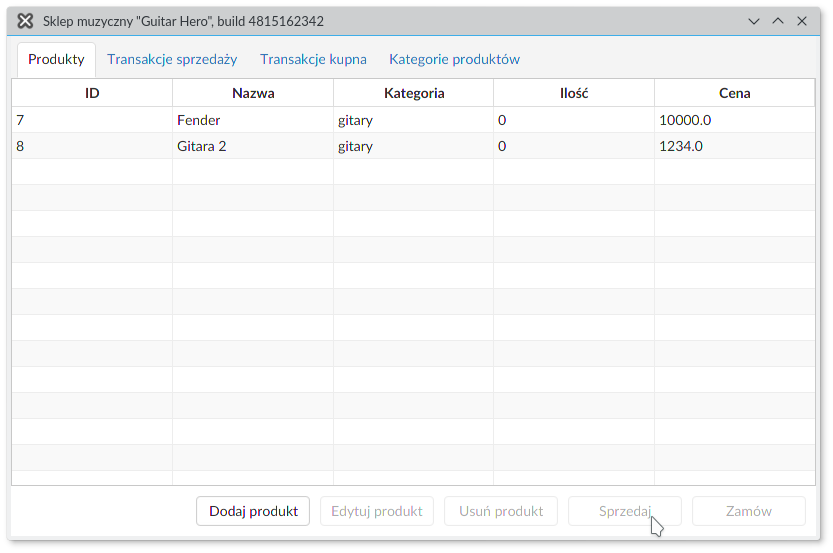 Sklep muzyczny "Guitar Hero", build 4815162342
Produkty Transakcje sprzedaży Transakcje kupna Kategorie produktów
ID Nazwa Kategoria Ilość Cena
7 Fender gitary 0 10000.0
8 Gitara 2 gitary 0 1234.0
Dodaj produkt Edytuj produkt Usuń produkt Sprzedaj Zamów